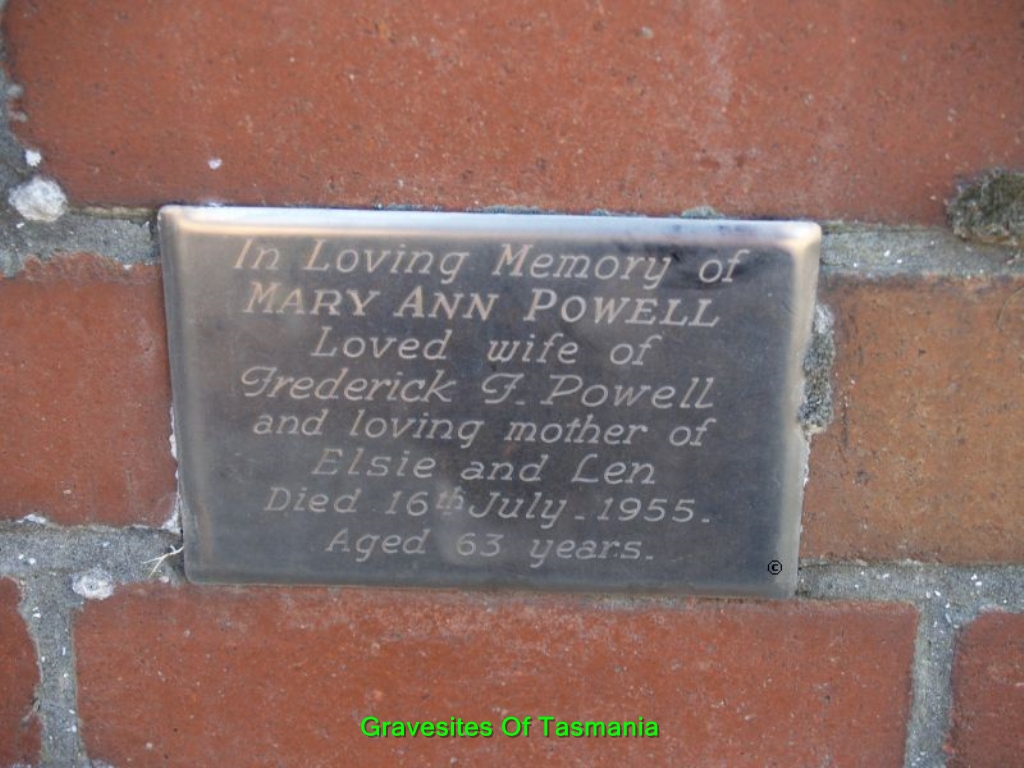 In Loving Memory of
MARY ANN POWELL
Loved wife of
Frederick F. Powell
and loving mother of
Elsie and Len
Died 16th July. 1955.
Aged 63 years.
©
Gravesites Of Tasmania